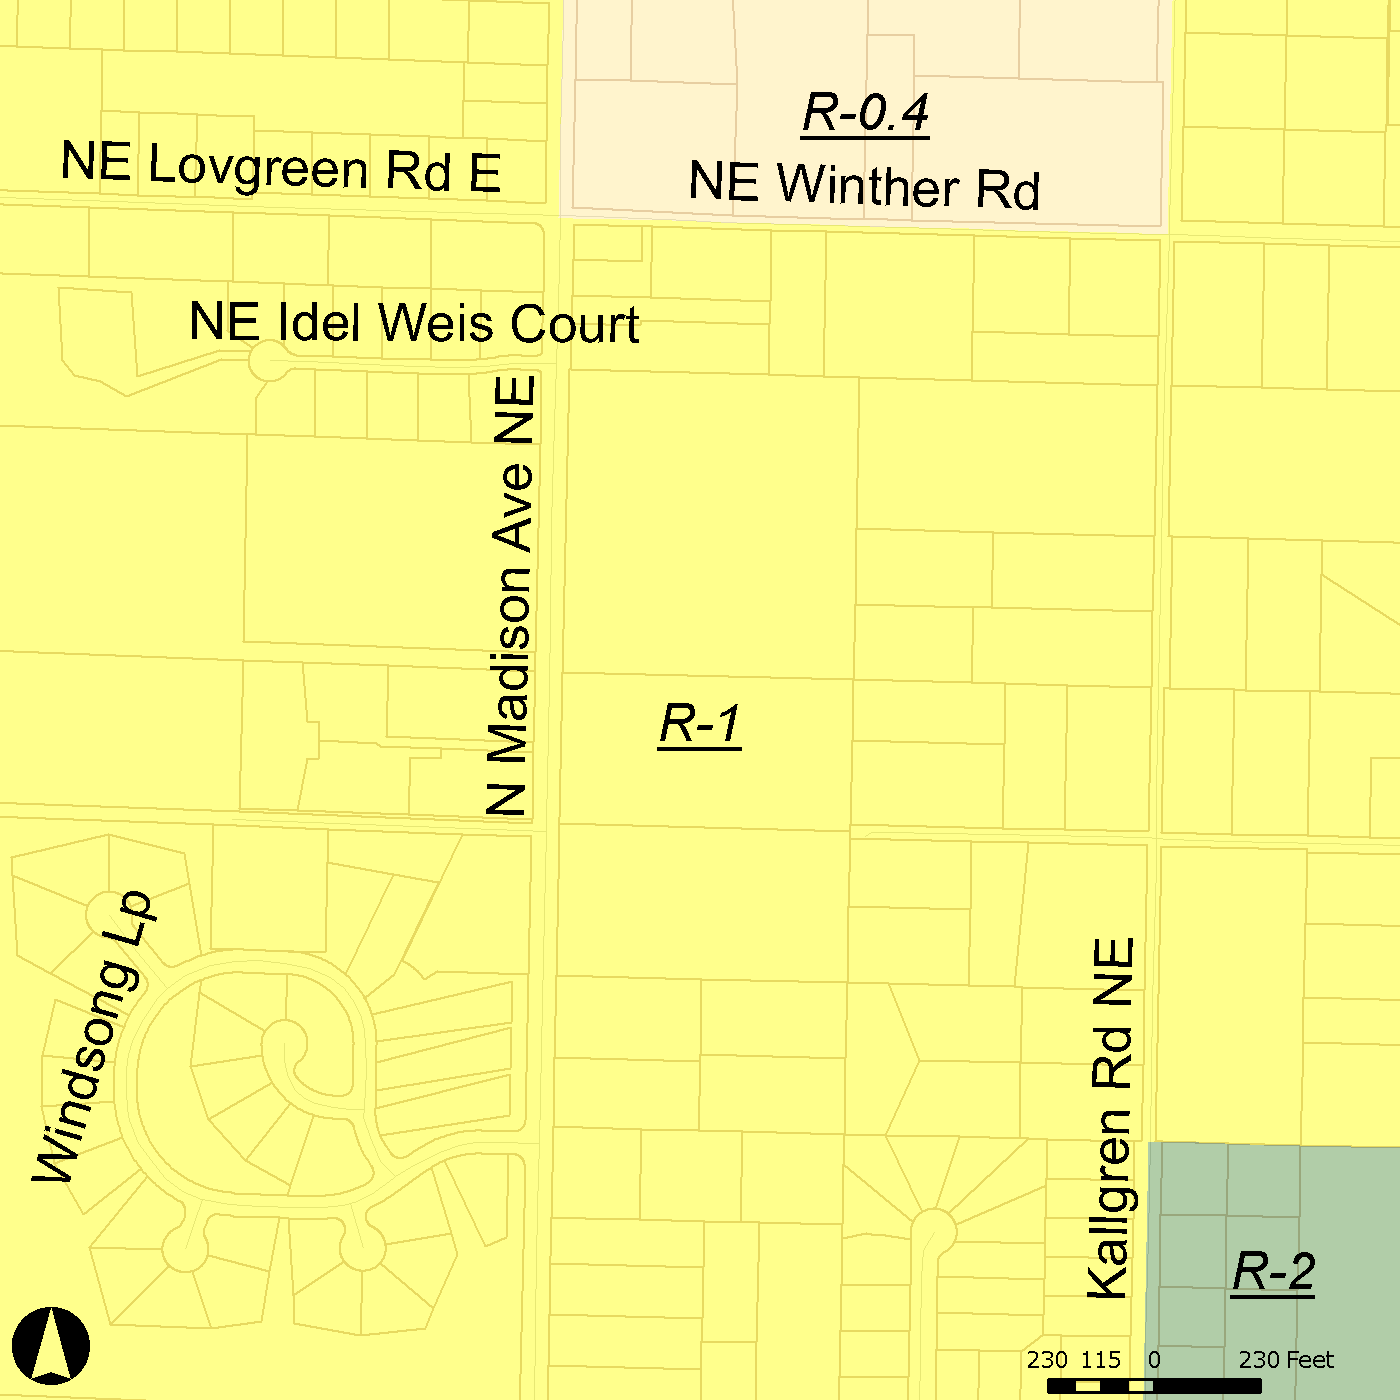 R-0.4
NE Lovgreen Rd E
NE Winther Rd
NE Idel Weis Court
N Madison Ave NE
R-1
Windsong Lp
Kallgren Rd NE
R-2
230 115 0 230 Feet